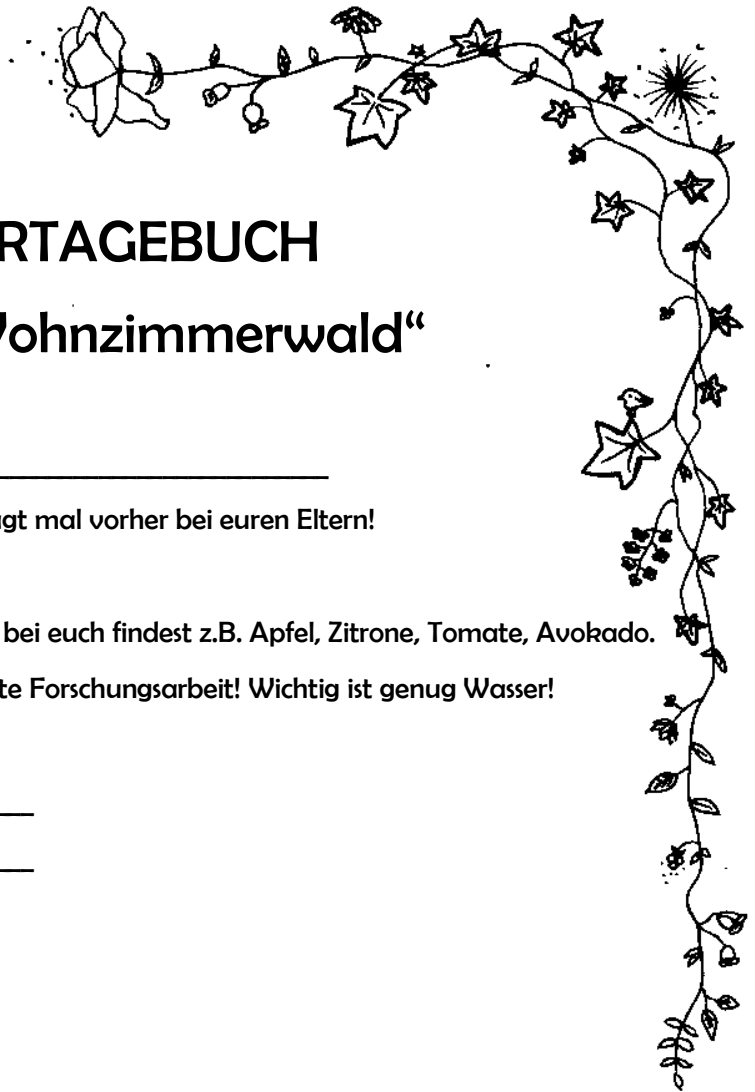 RTAGEBUCH
Wohnzimmerwald“
gt mal vorher bei euren Eltern!
bei euch findest z.B. Apfel, Zitrone, Tomate, Avokado.
te Forschungsarbeit! Wichtig ist genug Wasser!